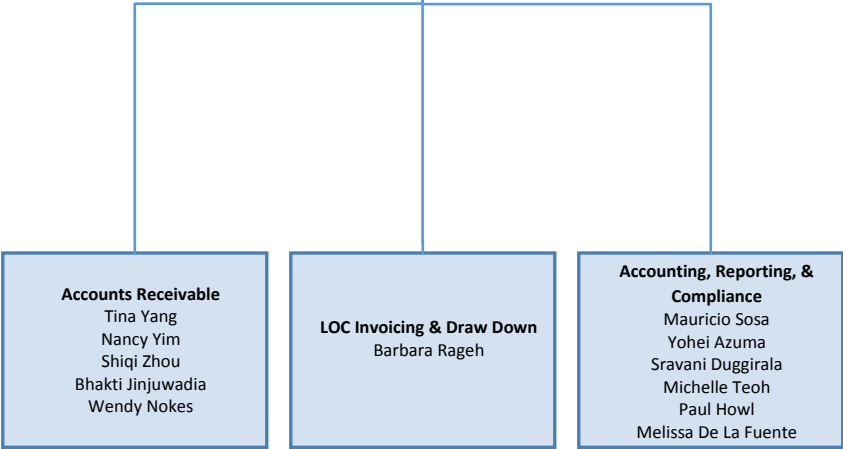 Accounts Receivable
Tina Yang
Nancy Yim
Shiqi Zhou
Bhakti Jinjuwadia
Wendy Nokes
LOC Invoicing & Draw Down
Barbara Rageh
Accounting, Reporting, &
Compliance
Mauricio Sosa
Yohei Azuma
Sravani Duggirala
Michelle Teoh
Paul Howl
Melissa De La Fuente